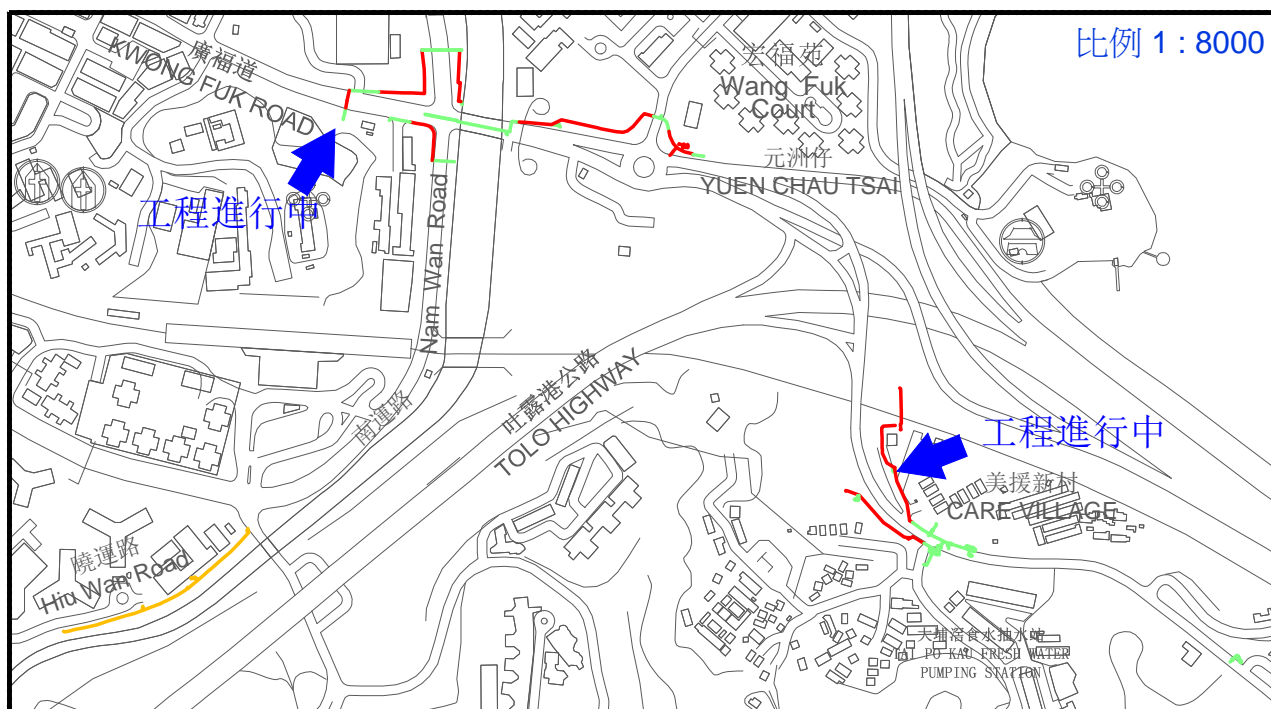 比例 1 : 8000
廣福道
KWONG FUK ROAD
宏福苑
Wang Fuk
Court
元洲仔
YUEN CHAU TSAI
工程進行中
Nam Wan Road
南運路
吐露港公路
TOLO HIGHWAY
工程進行中
美援新村
CARE VILLAGE
曉運路
Hiu Wan Road
大埔滘食水抽水站
TAI PO KAU FRESH WATER
PUMPING STATION